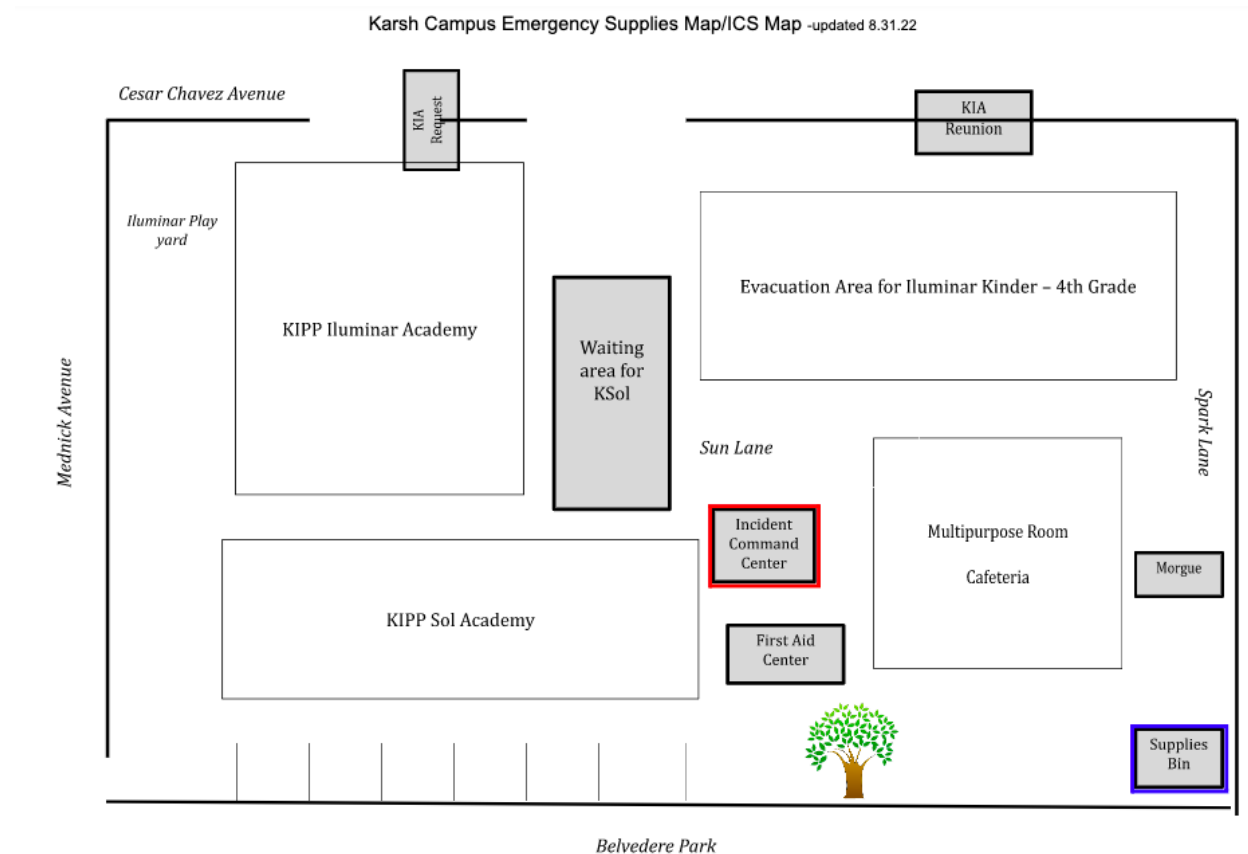 Karsh Campus Emergency Supplies Map/ICS Map -updated 8.31.22
Cesar Chavez Avenue
KIA
Request
KIA
Reunion
Iluminar Play
yard
Evacuation Area for Iluminar Kinder – 4th Grade
KIPP Iluminar Academy
Waiting
area for
KSol
Mednick Avenue
Spark Lane
Sun Lane
Incident
Command
Center
Multipurpose Room
Cafeteria
Morgue
KIPP Sol Academy
First Aid
Center
Supplies
Bin
Belvedere Park